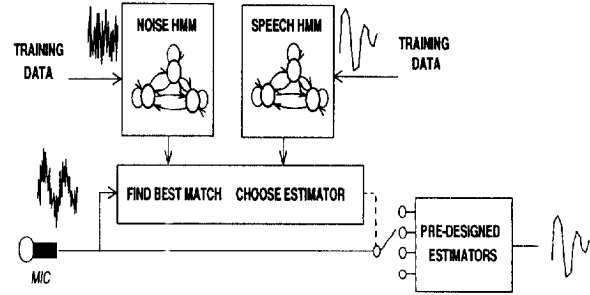 NOISE HMM
SPEECH HMM
TRAINING
DATA
TRAINING
DATA
FIND BEST MATCH CHOOSE ESTIMATOR
PRE-DESIGNED
ESTIMATORS
MIC